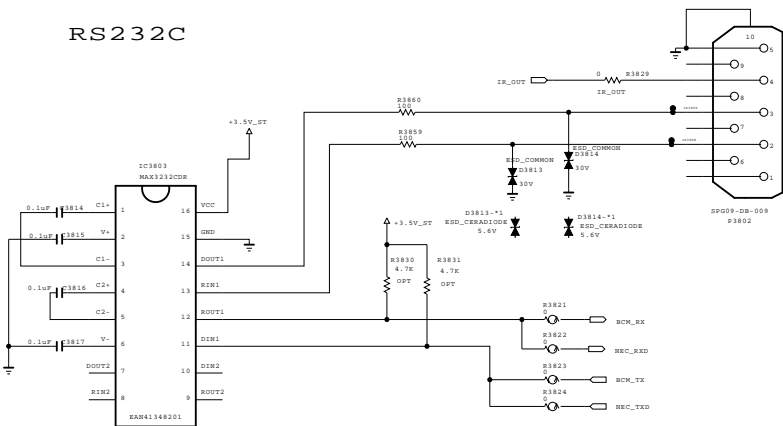 RS232C
10
5
9
IR_OUT
0
R3829
IR_OUT
4
8
R3860
100
3
+3.5V_ST
7
R3859
100
2
ESD_COMMON
D3814
30V
IC3803
MAX3232CDR
ESD_COMMON
D3813
30V
6
1
0.1uF
C3814
C1+
1
16
VCC
SPG09-DB-009
P3802
D3813-*1
ESD_CERADIODE
5.6V
D3814-*1
ESD_CERADIODE
5.6V
+3.5V_ST
0.1uF
C3815
V+
2
15
GND
C1-
3
14
DOUT1
R3830
4.7K
OPT
R3831
4.7K
OPT
0.1uF
C3816
C2+
4
13
RIN1
C2-
5
12
ROUT1
R3821
0
BCM_RX
0.1uF
C3817
V-
6
11
DIN1
R3822
0
NEC_RXD
DOUT2
7
10
DIN2
R3823
0
BCM_TX
RIN2
8
9
ROUT2
R3824
0
NEC_TXD
EAN41348201